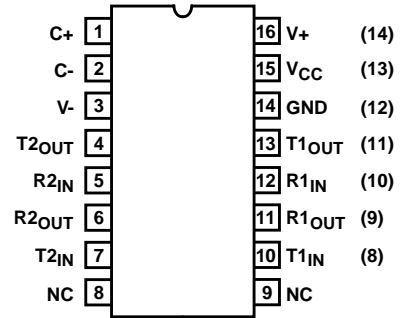 C+ 1 16 V+ (14)
C- 2 15 VCC (13)
V- 3 14 GND (12)
T2OUT 4 13 T1OUT (11)
R2IN 5 12 R1IN (10)
R2OUT 6 11 R1OUT (9)
T2IN 7 10 T1IN (8)
NC 8 9 NC